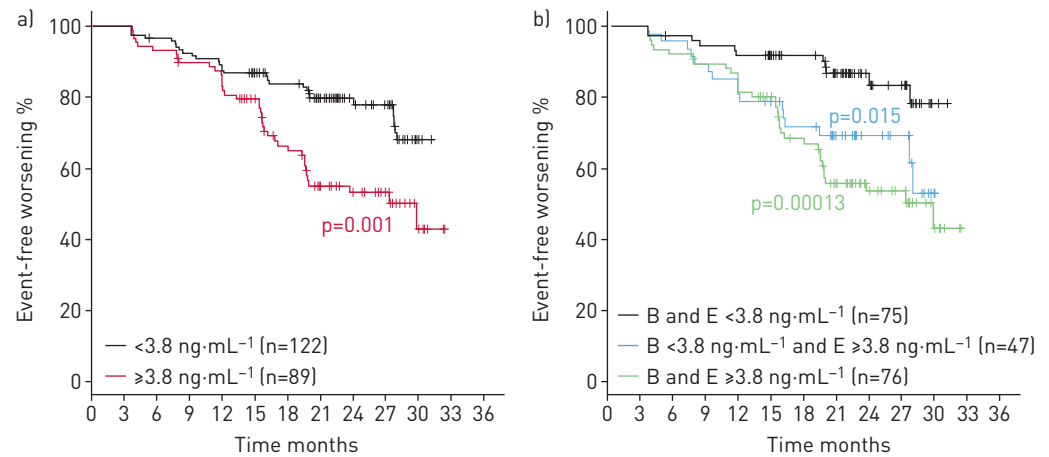 a)
Event-free worsening %
100
80
60
40
20
0
p=0.001
<3.8 ng·mL⁻¹ (n=122)
⩾3.8 ng·mL⁻¹ (n=89)
0 3 6 9 12 15 18 21 24 27 30 33 36
Time months
b)
Event-free worsening %
100
80
60
40
20
0
p=0.015
p=0.00013
B and E <3.8 ng·mL⁻¹ (n=75)
B <3.8 ng·mL⁻¹ and E ⩾3.8 ng·mL⁻¹ (n=47)
B and E ⩾3.8 ng·mL⁻¹ (n=76)
0 3 6 9 12 15 18 21 24 27 30 33 36
Time months